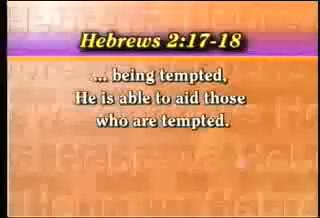 Hebrews 2:17-18
... being tempted,
He is able to aid those
who are tempted.